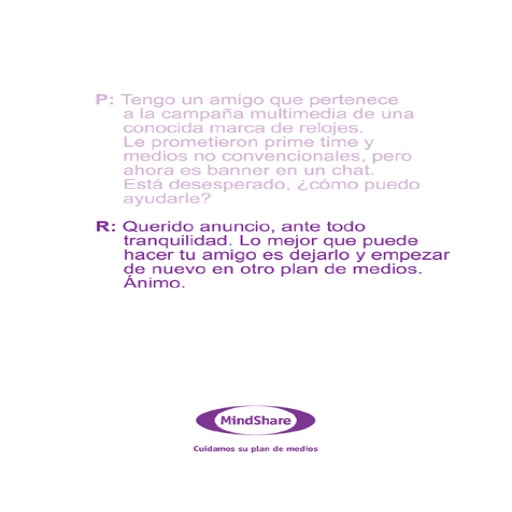 P: Tengo un amigo que pertenece
a la campaña multimedia de una
conocida marca de relojes.
Le prometieron prime time y
medios no convencionales, pero
ahora es banner en un chat.
Está desesperado, ¿cómo puedo
ayudarle?
R: Querido anuncio, ante todo
tranquilidad. Lo mejor que puede
hacer tu amigo es dejarlo y empezar
de nuevo en otro plan de medios.
Ánimo.
MindShare
Cuidamos su plan de medios